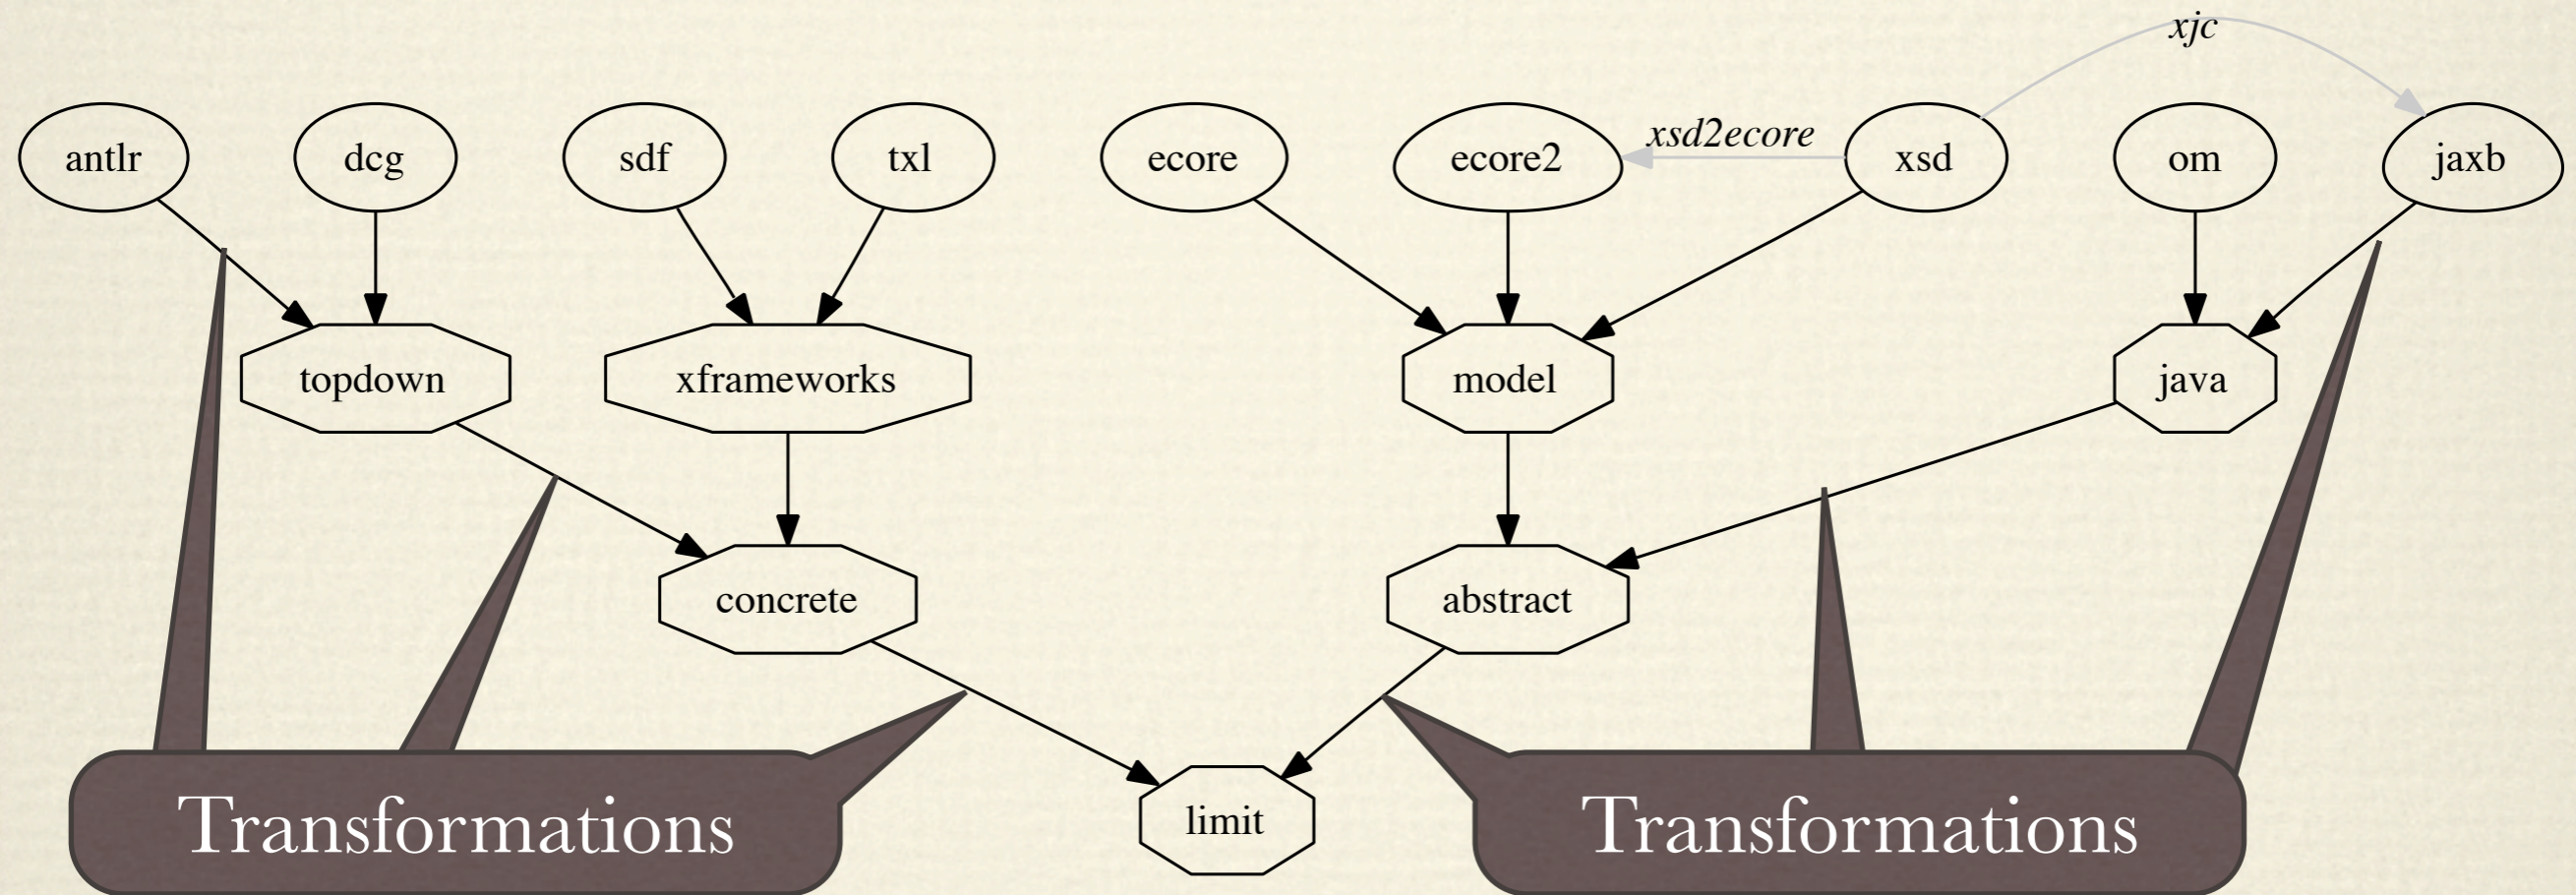 xjc
antlr
dcg
sdf
txl
ecore
ecore2
xsd2ecore
xsd
om
jaxb
topdown
xframeworks
model
java
concrete
abstract
limit
Transformations
Transformations